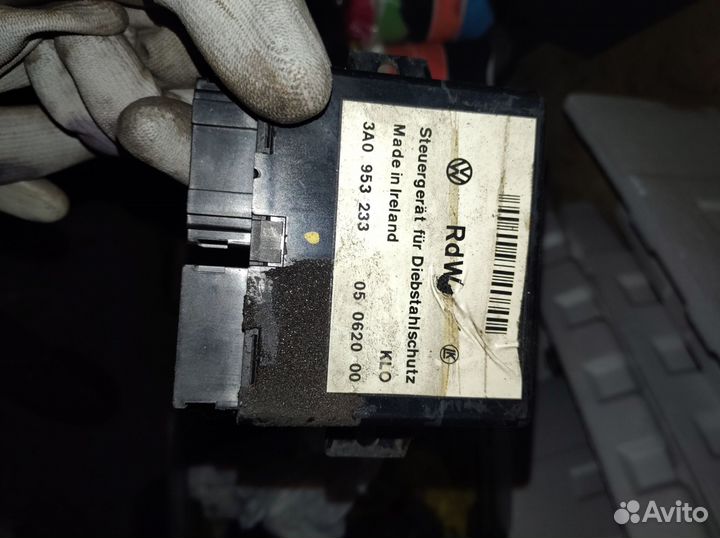 RdW
Steuergerät für Diebstahlschutz
Made in Ireland KLO
3A0 953 233 05 0620 00
Avito